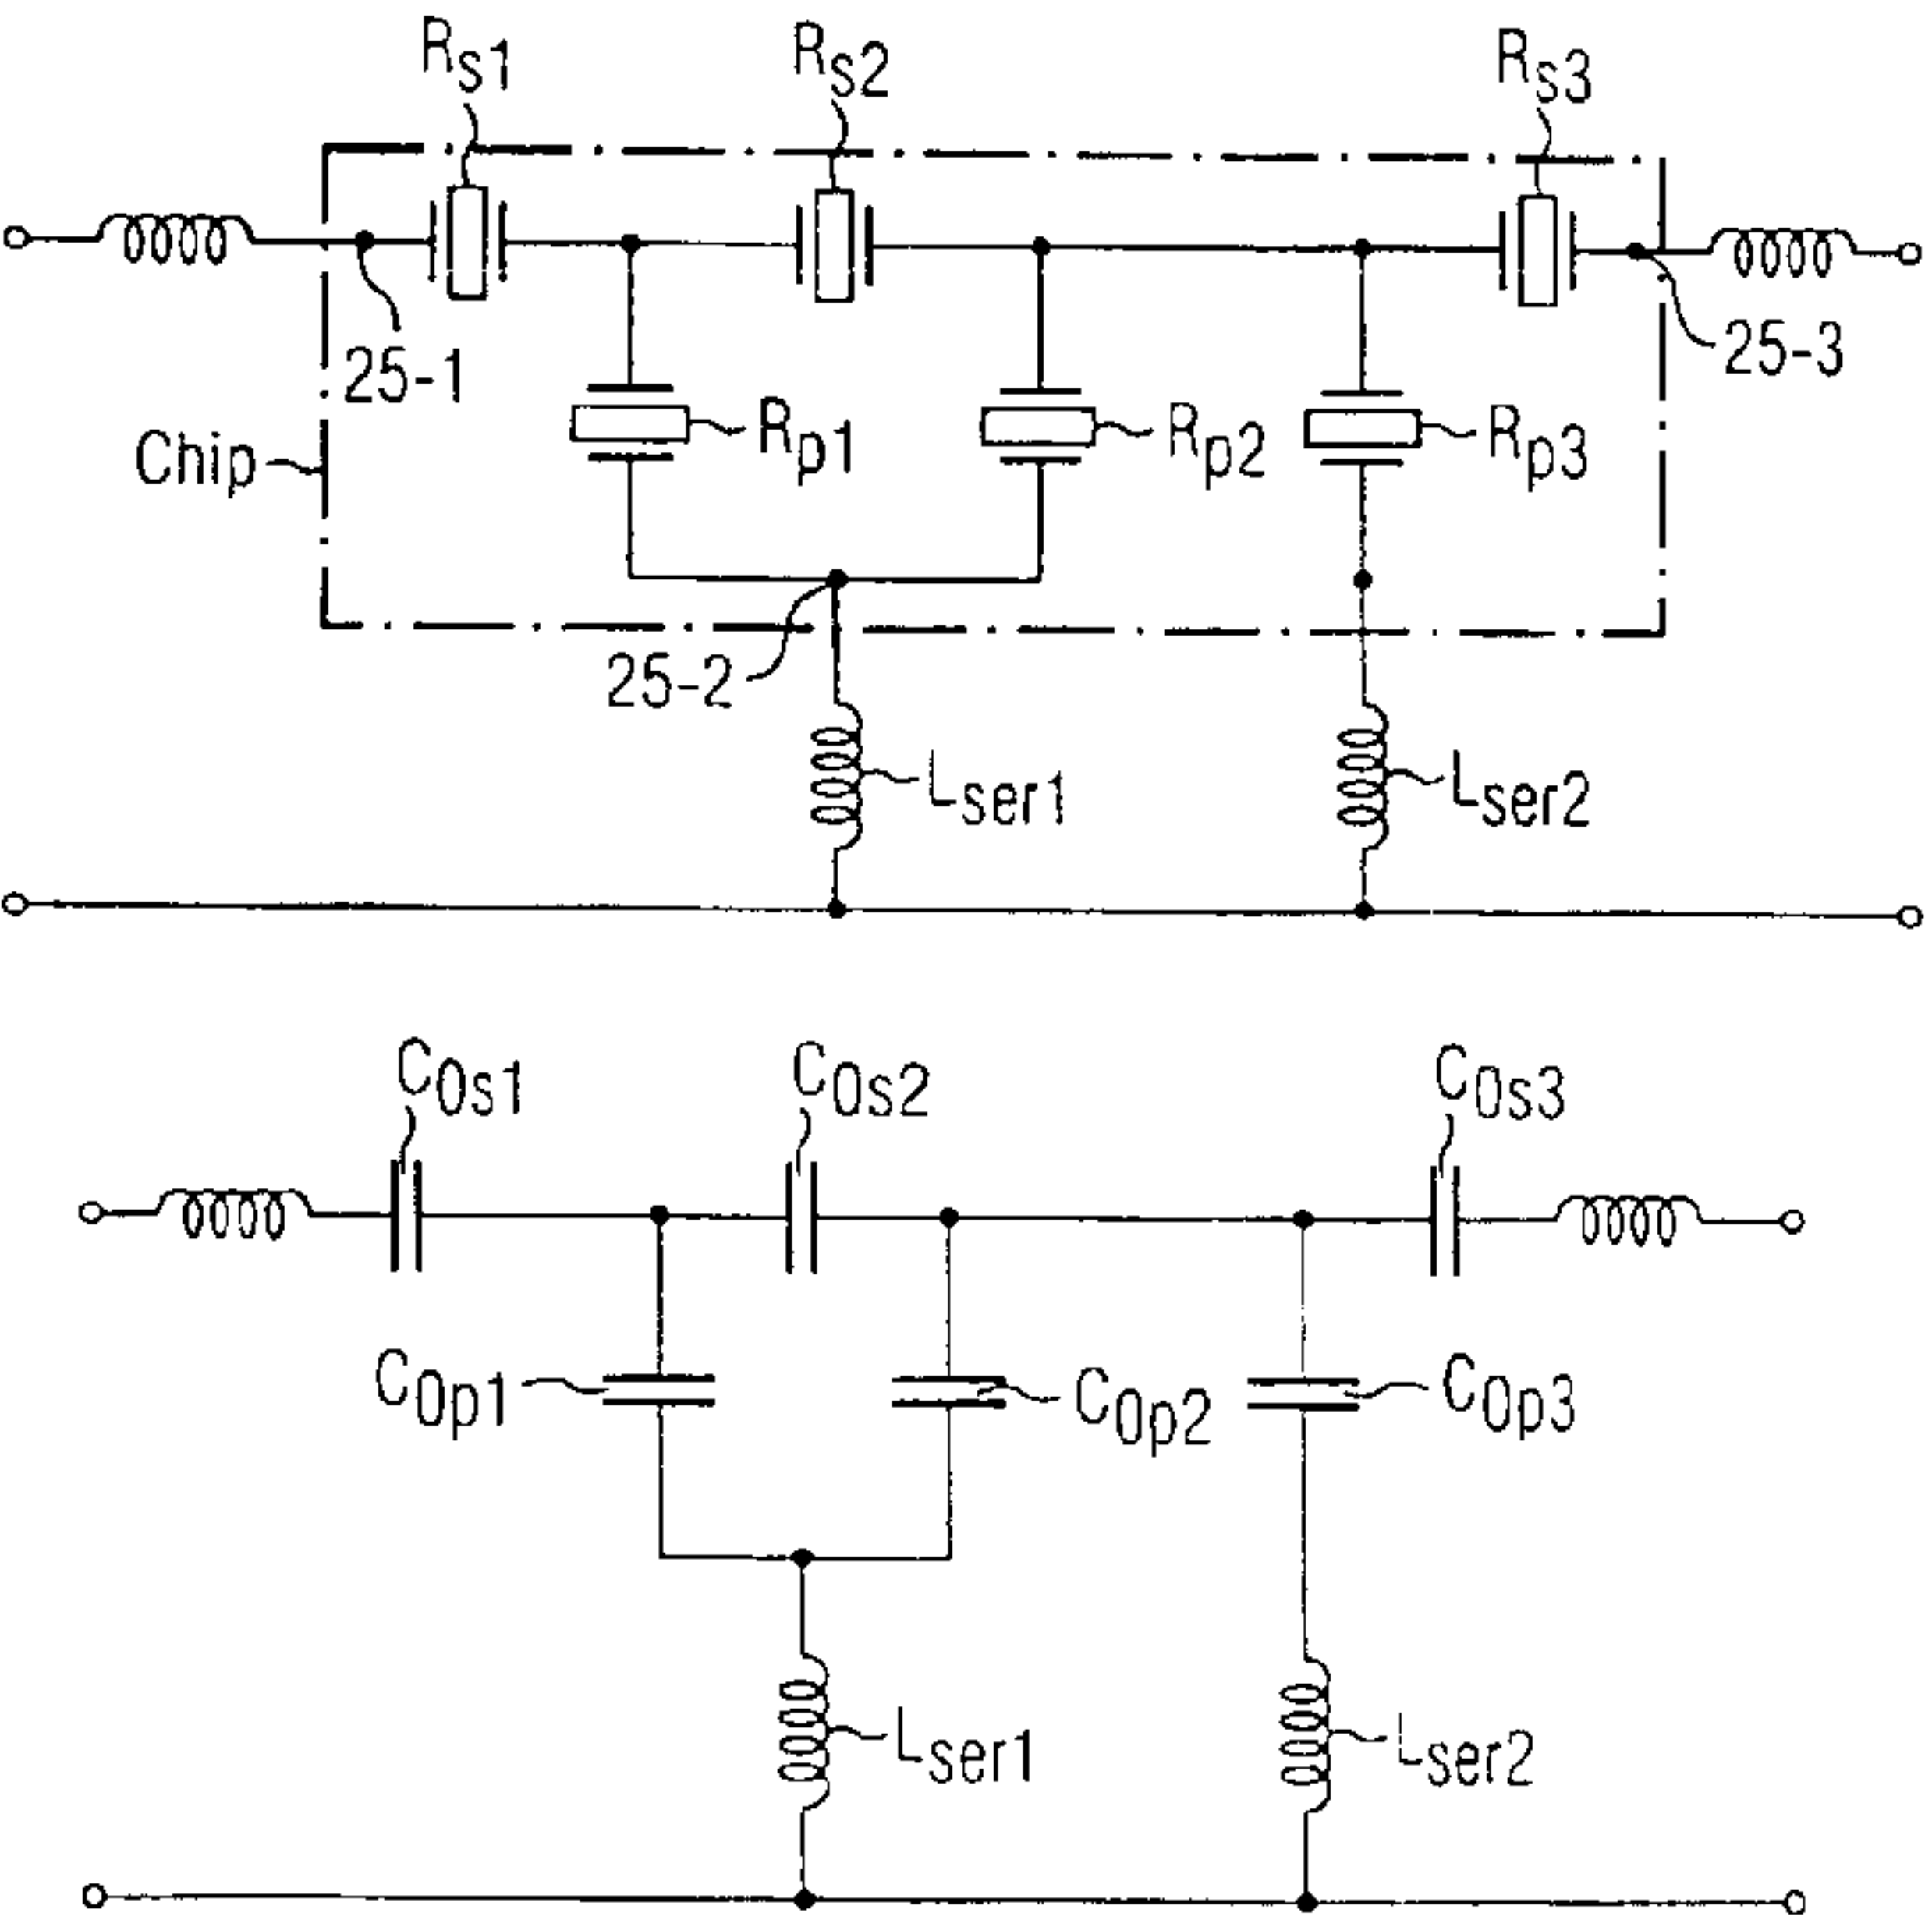 Rs1 Rs2 Rs3
25-1 25-3
Chip Rp1 Rp2 Rp3
25-2
Lser1 Lser2
C0s1 C0s2 C0s3
C0p1 C0p2 C0p3
Lser1 Lser2